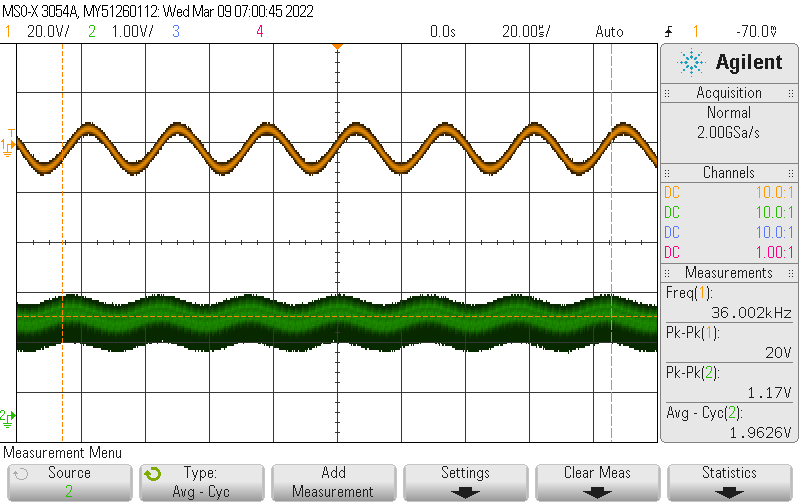 MSO-X 3054A, MY51260112: Wed Mar 09 07:00:45 2022
1 20.0V/ 2 1.00V/ 3 4 0.0s 20.00us/ Auto 1 -70.0V
Agilent
Acquisition
Normal
2.00GSa/s
Channels
DC 10.0:1
DC 10.0:1
DC 10.0:1
DC 1.00:1
Measurements
Freq(1):
36.002kHz
Pk-Pk(1):
20V
Pk-Pk(2):
1.17V
Avg - Cyc(2):
1.9626V
T
1
2
Measurement Menu
Source
2
Type:
Avg - Cyc
Add
Measurement
Settings
Clear Meas
Statistics